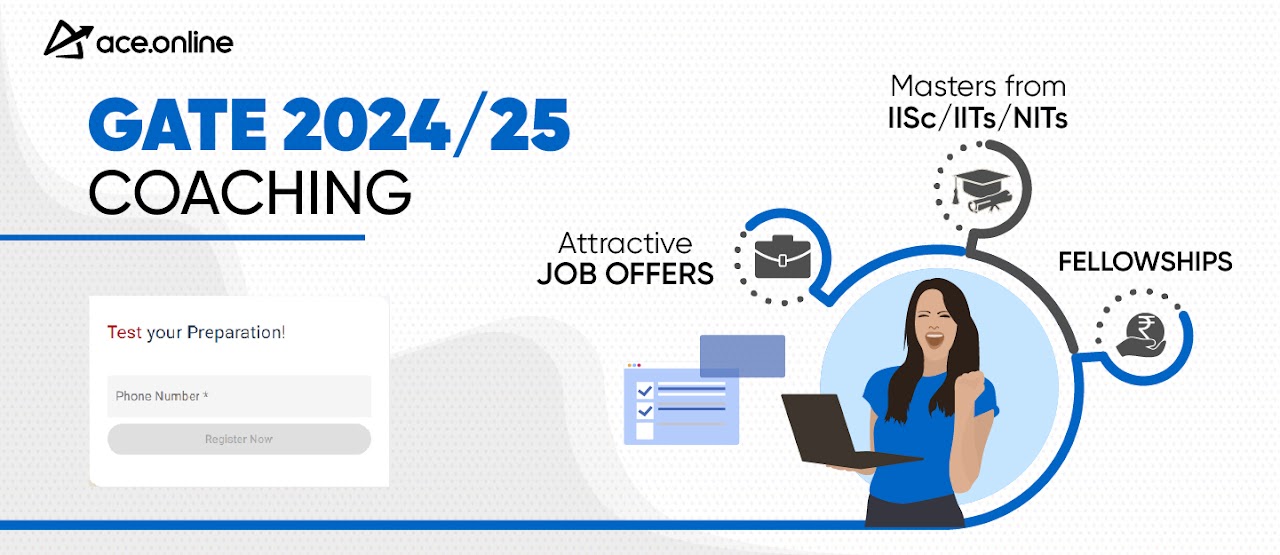 ace.online
GATE 2024/25
COACHING
Test your Preparation!
Phone Number *
Register Now
Attractive
JOB OFFERS
Masters from
IISc/IITs/NITs
FELLOWSHIPS
₹